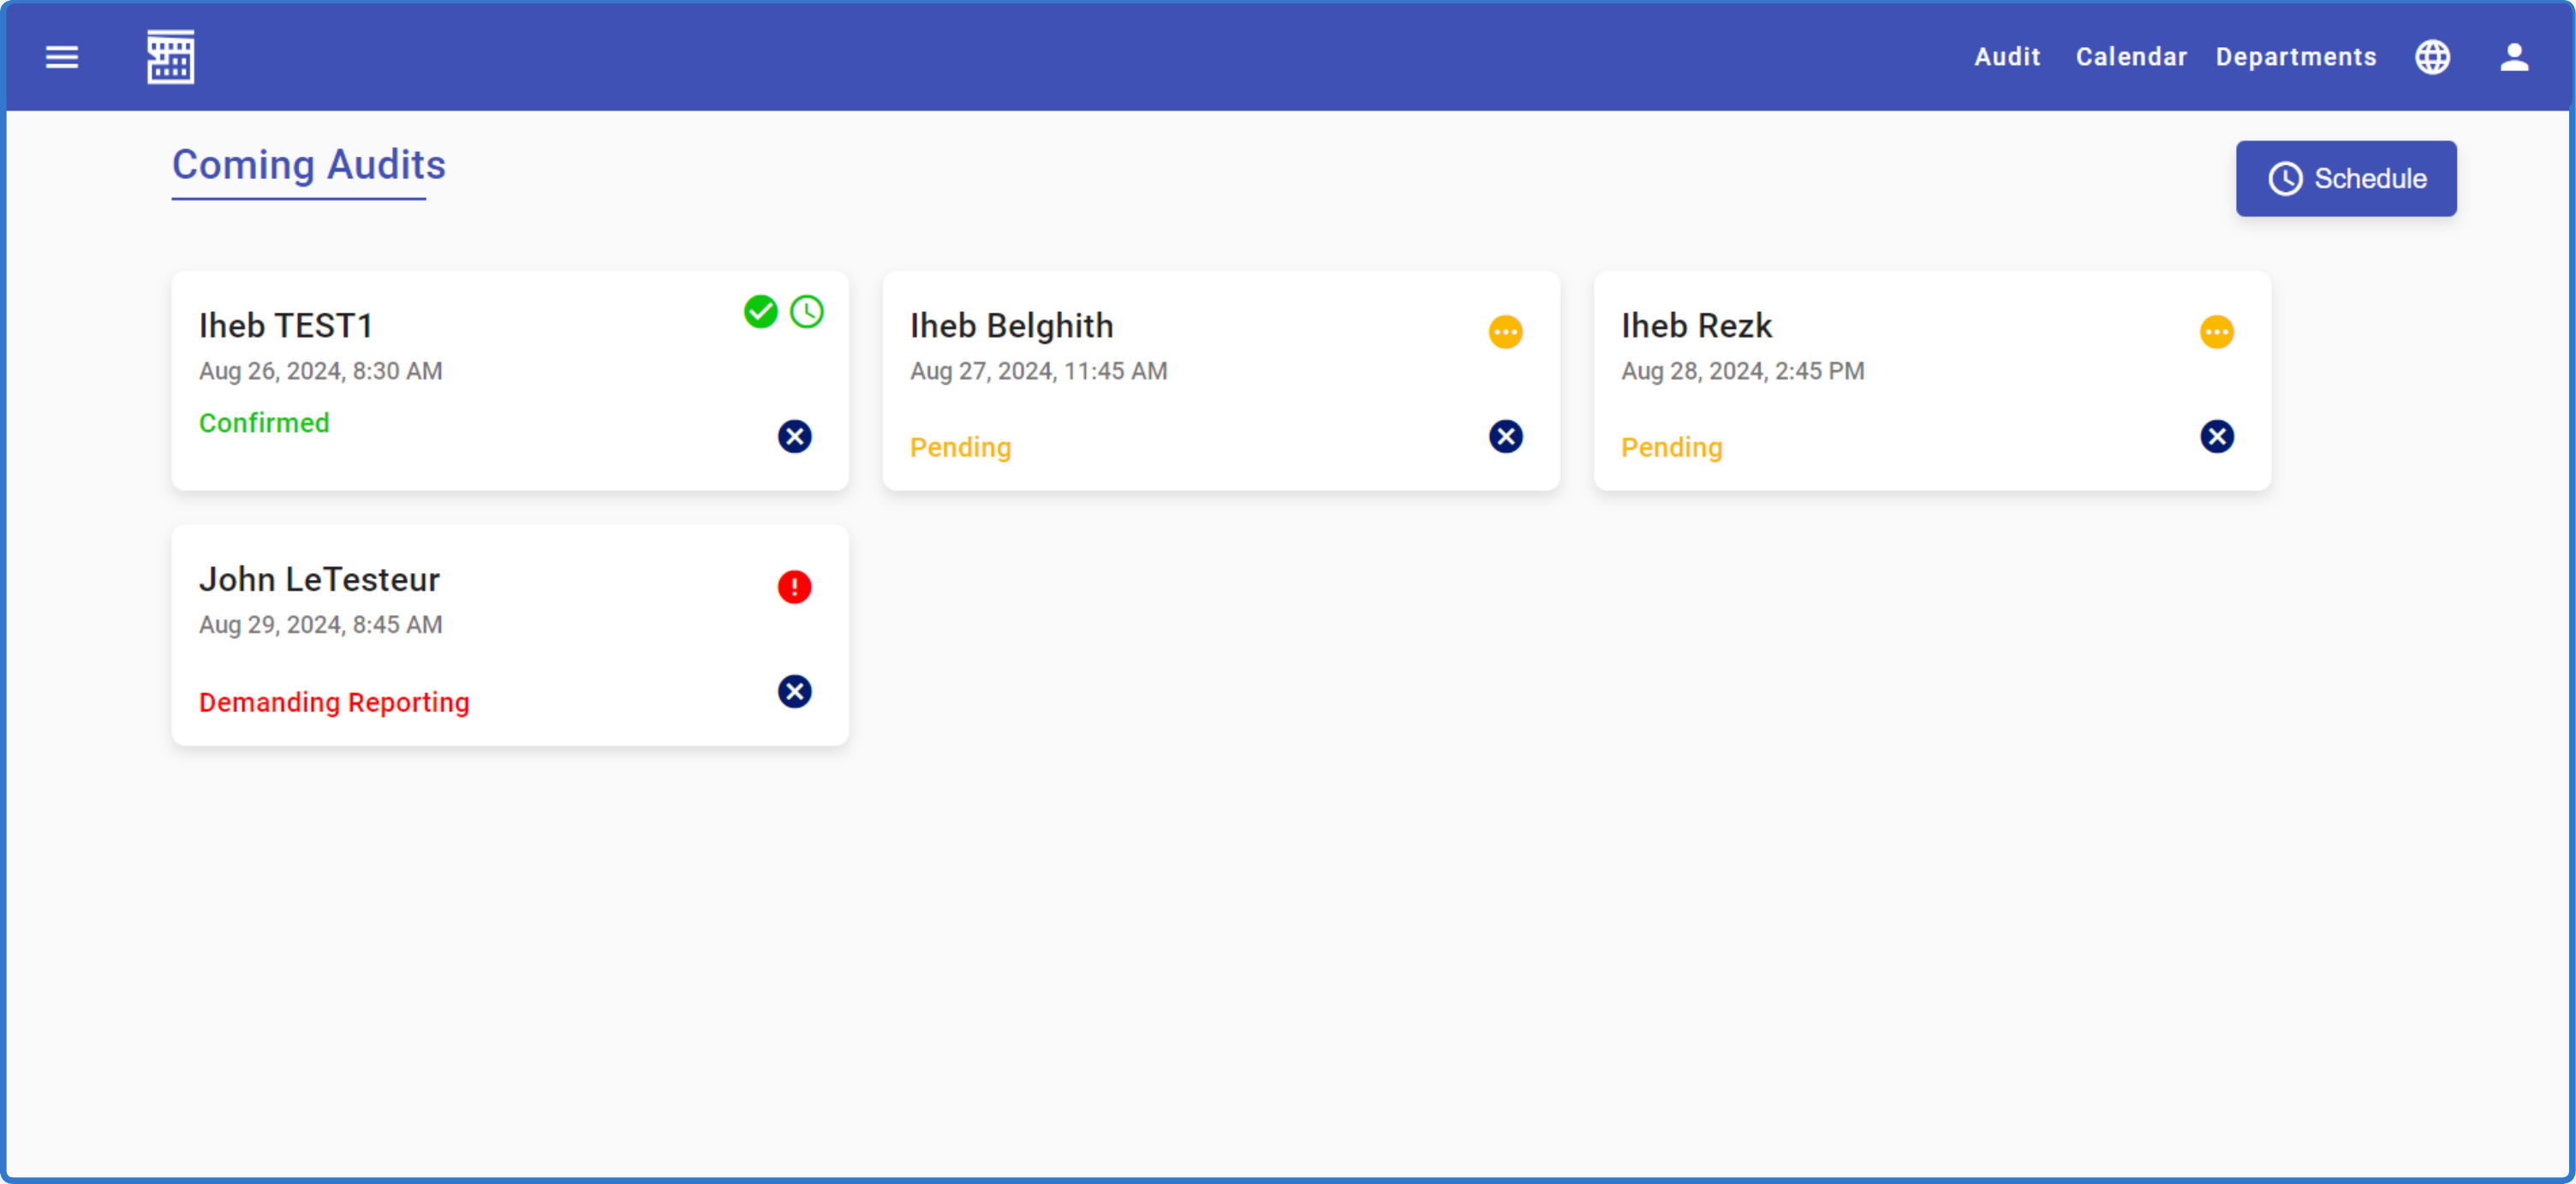 Audit Calendar Departments
Coming Audits
Schedule
Iheb TEST1
Aug 26, 2024, 8:30 AM
Confirmed
Iheb Belghith
Aug 27, 2024, 11:45 AM
Pending
Iheb Rezk
Aug 28, 2024, 2:45 PM
Pending
John LeTesteur
Aug 29, 2024, 8:45 AM
Demanding Reporting